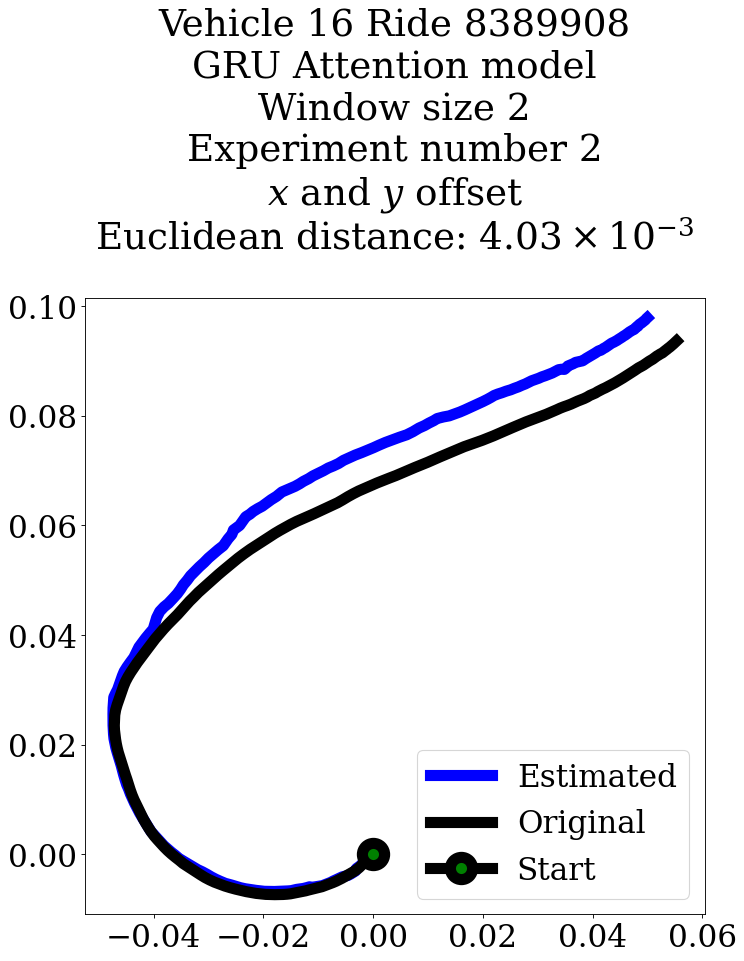 Vehicle 16 Ride 8389908
GRU Attention model
Window size 2
Experiment number 2
x and y offset
Euclidean distance: 4.03 × 10⁻³
0.10
0.08
0.06
0.04
0.02
0.00
Estimated
Original
Start
−0.04 −0.02 0.00 0.02 0.04 0.06